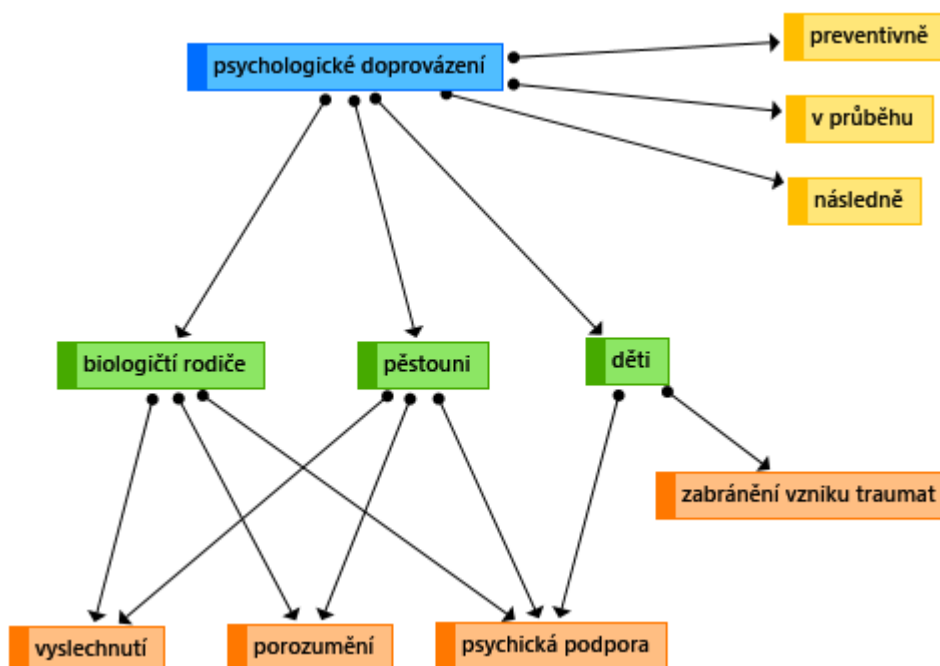 preventivně
psychologické doprovázení
v průběhu
následně
biologičtí rodiče
pěstouni
děti
zabránění vzniku traumat
vyslechnutí
porozumění
psychická podpora